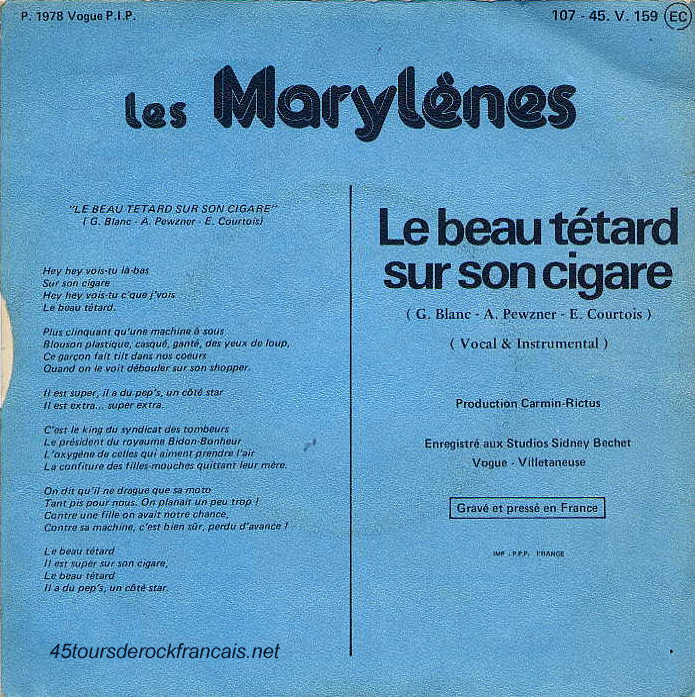 P. 1978 Vogue P.I.P.
107 - 45. V. 159 EC
les Marylènes
"LE BEAU TETARD SUR SON CIGARE"
( G. Blanc - A. Pewzner - E. Courtois)
Hey hey vois-tu là-bas
Sur son cigare
Hey hey vois-tu c'que j'vois
Le beau tétard.
Plus clinquant qu'une machine à sous
Blouson plastique, casqué, ganté, des yeux de loup,
Ce garçon fait tilt dans nos coeurs
Quand on le voit débouler sur son shopper.
Il est super, il a du pep's, un côté star
Il est extra... super extra.
C'est le king du syndicat des tombeurs
Le président du royaume Bidon-Bonheur
L'oxygène de celles qui aiment prendre l'air
La confiture des filles-mouches quittant leur mère.
On dit qu'il ne drague que sa moto
Tant pis pour nous. On planait un peu trop !
Contre une fille on avait notre chance,
Contre sa machine, c'est bien sûr, perdu d'avance !
Le beau tétard
Il est super sur son cigare,
Le beau tétard
Il a du pep's, un côté star.
Le beau tétard
sur son cigare
( G. Blanc - A. Pewzner - E. Courtois )
( Vocal & Instrumental )
Production Carmin-Rictus
Enregistré aux Studios Sidney Bechet
Vogue - Villetaneuse
Gravé et pressé en France
IMP . P.P.P. FRANCE
45toursderockfrancais.net